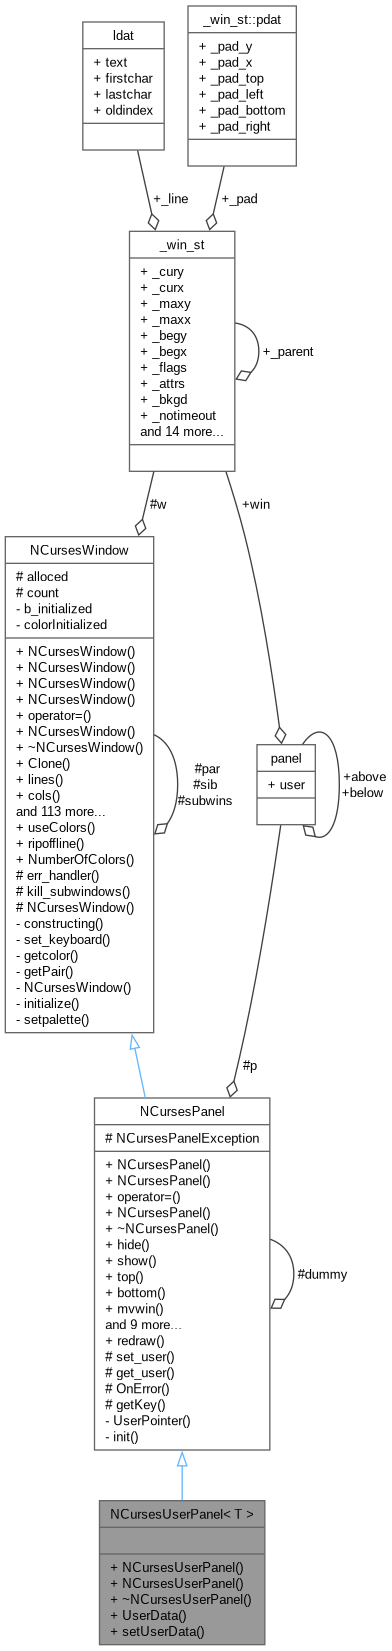 ldat
+ text
+ firstchar
+ lastchar
+ oldindex
_win_st::pdat
+ _pad_y
+ _pad_x
+ _pad_top
+ _pad_left
+ _pad_bottom
+ _pad_right
+_line
+_pad
_win_st
+ _cury
+ _curx
+ _maxy
+ _maxx
+ _begy
+ _begx
+ _flags
+ _attrs
+ _bkgd
+ _notimeout
and 14 more...
+_parent
#w
+win
NCursesWindow
# alloced
# count
- b_initialized
- colorInitialized
+ NCursesWindow()
+ NCursesWindow()
+ NCursesWindow()
+ NCursesWindow()
+ operator=()
+ NCursesWindow()
+ ~NCursesWindow()
+ Clone()
+ lines()
+ cols()
and 113 more...
+ useColors()
+ ripoffline()
+ NumberOfColors()
# err_handler()
# kill_subwindows()
# NCursesWindow()
- constructing()
- set_keyboard()
- getcolor()
- getPair()
- NCursesWindow()
- initialize()
- setpalette()
#par
#sib
#subwins
panel
+ user
+above
+below
#p
NCursesPanel
# NCursesPanelException
+ NCursesPanel()
+ NCursesPanel()
+ operator=()
+ NCursesPanel()
+ ~NCursesPanel()
+ hide()
+ show()
+ top()
+ bottom()
+ mvwin()
and 9 more...
+ redraw()
# set_user()
# get_user()
# OnError()
# getKey()
- UserPointer()
- init()
#dummy
NCursesUserPanel< T >
+ NCursesUserPanel()
+ NCursesUserPanel()
+ ~NCursesUserPanel()
+ UserData()
+ setUserData()